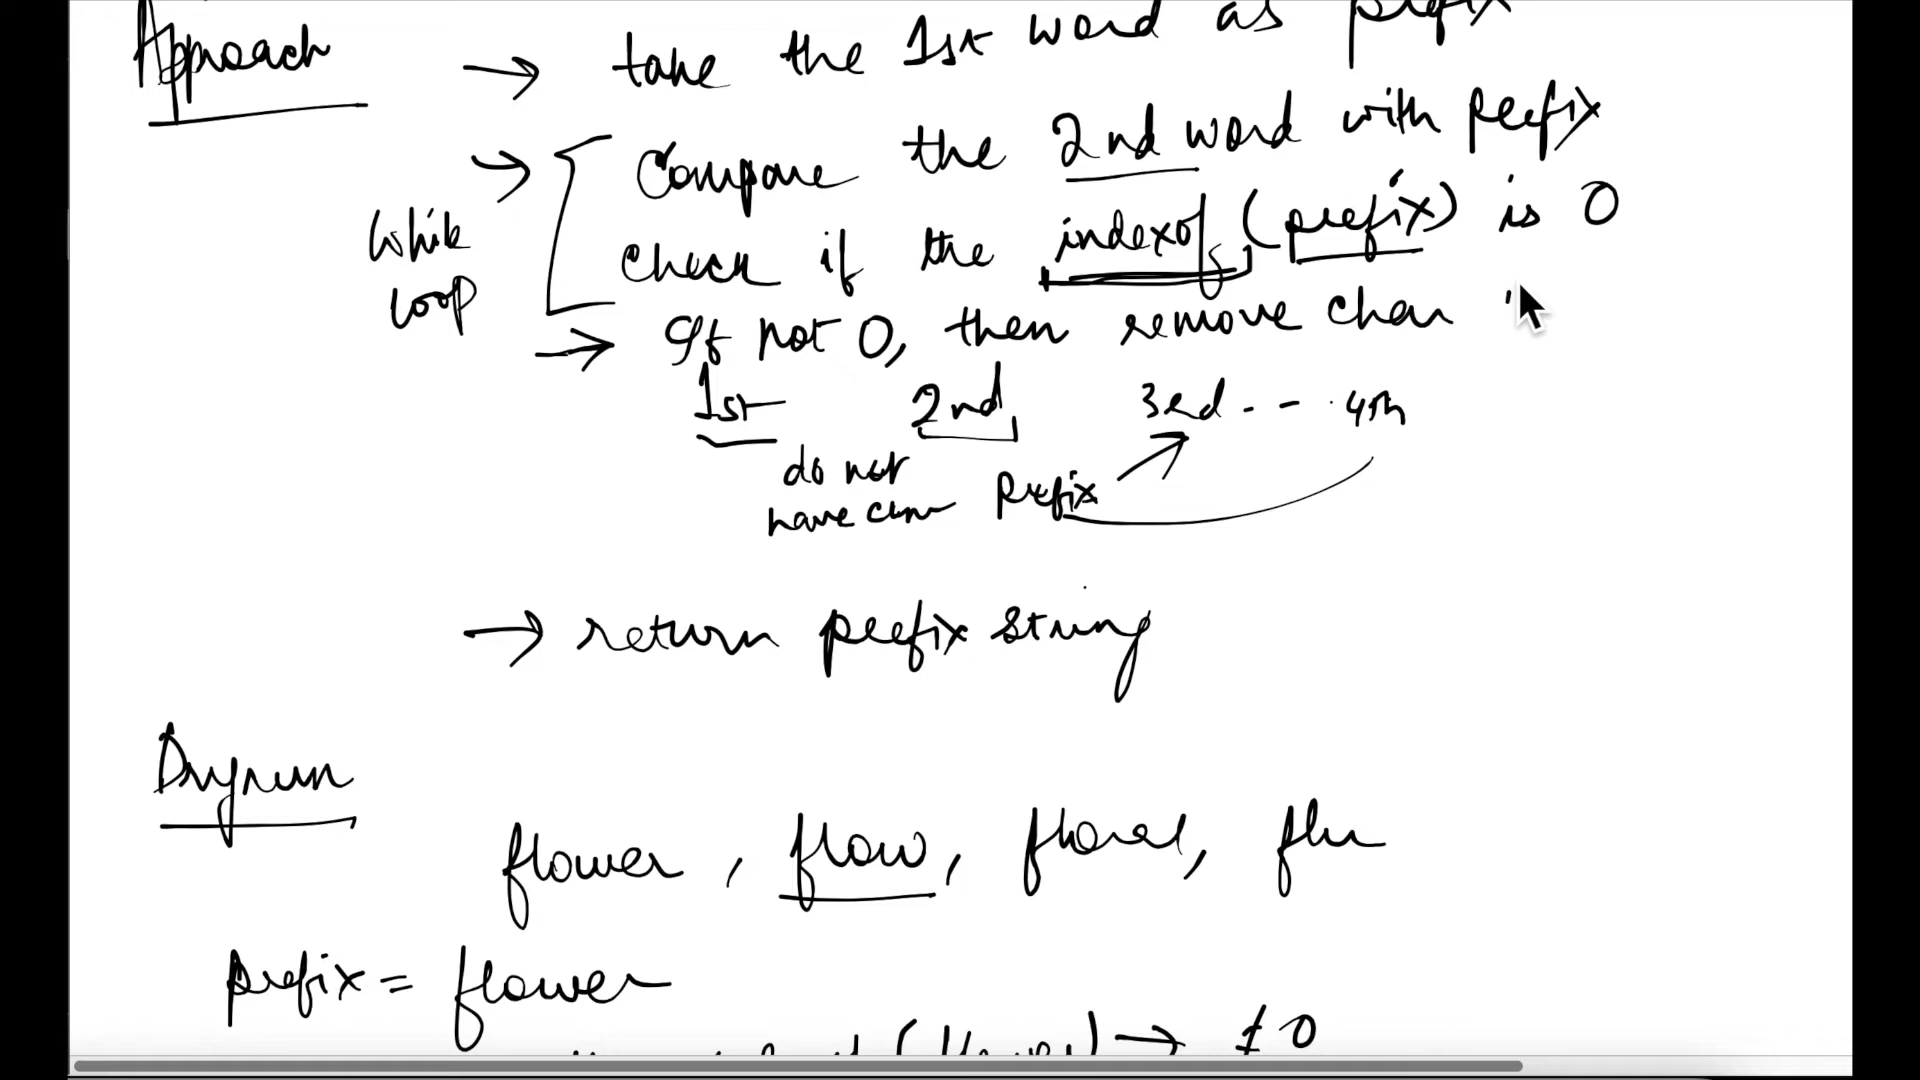 Approach
→ take the 1st word as prefix
→ Compare the 2nd word with prefix
While loop
check if the indexof (prefix) is 0
→ If not 0, then remove char
1st 2nd 3rd - - . 4th
do not
have Prefix
→ return prefix string
Dryrun
flower, flow, floral, flu
prefix = flower
→ ≠ 0